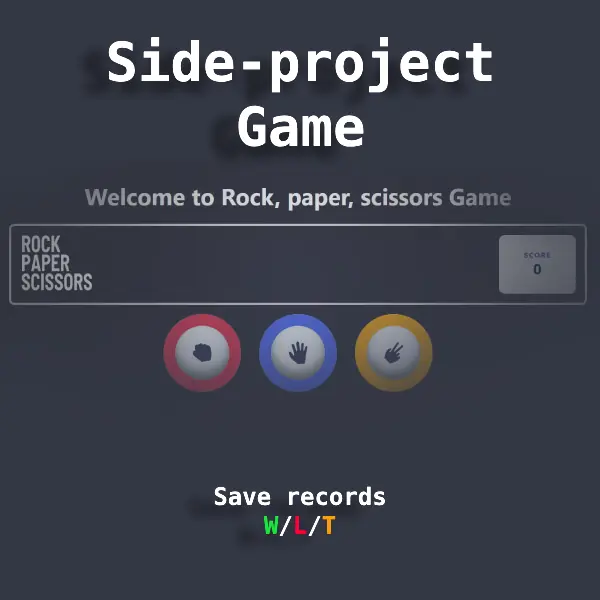 Side-project
Game
Welcome to Rock, paper, scissors Game
ROCK
PAPER
SCISSORS
SCORE
0
Save records
W/L/T